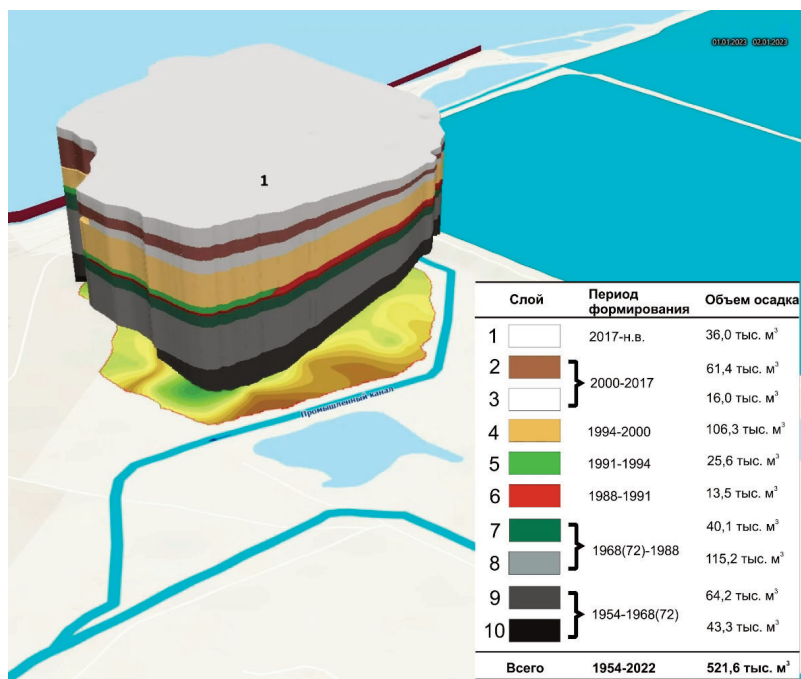 01.01.2023 02.01.2023
1
Промышленный канал
Слой Период формирования Объем осадка
1 2017-н.в. 36,0 тыс. м³
2 61,4 тыс. м³
2000-2017
3 16,0 тыс. м³
4 1994-2000 106,3 тыс. м³
5 1991-1994 25,6 тыс. м³
6 1988-1991 13,5 тыс. м³
7 40,1 тыс. м³
1968(72)-1988
8 115,2 тыс. м³
9 64,2 тыс. м³
1954-1968(72)
10 43,3 тыс. м³
Всего 1954-2022 521,6 тыс. м³